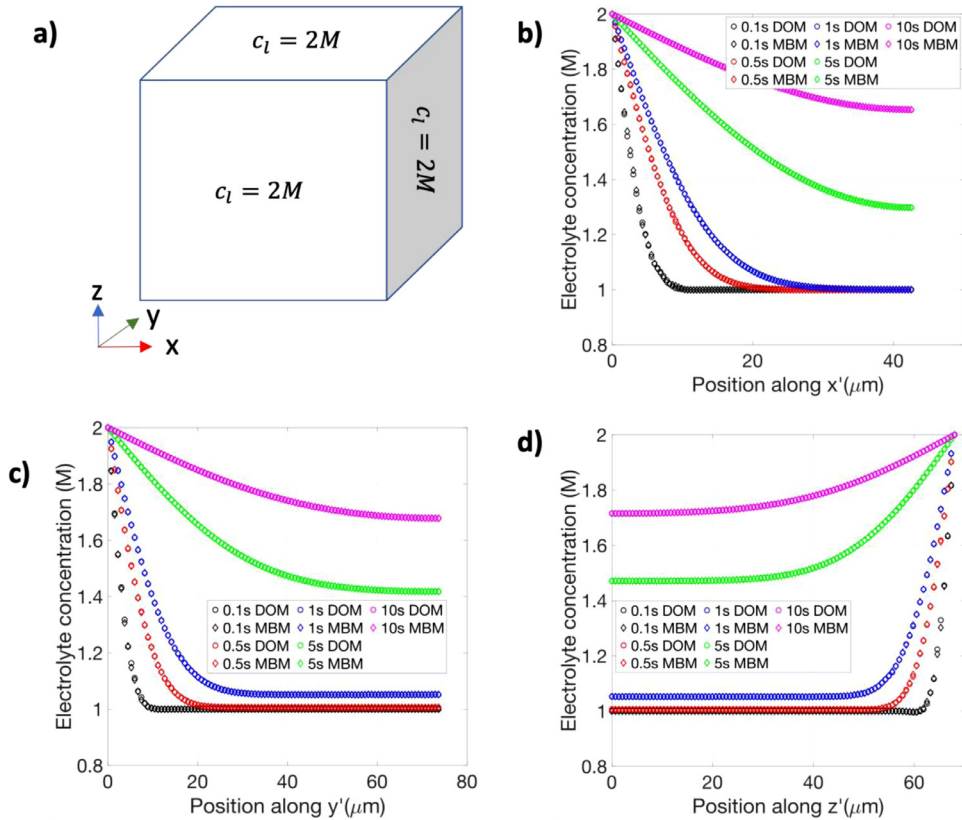 a)
c_l = 2M
c_l = 2M
c_l = 2M
z
y
x
b)
2
1.8
1.6
1.4
1.2
1
0.8
0
20
40
Electrolyte concentration (M)
Position along x'(μm)
0.1s DOM
0.1s MBM
0.5s DOM
0.5s MBM
1s DOM
1s MBM
5s DOM
5s MBM
10s DOM
10s MBM
c)
2
1.8
1.6
1.4
1.2
1
0.8
0
20
40
60
80
Electrolyte concentration (M)
Position along y'(μm)
0.1s DOM
0.1s MBM
0.5s DOM
0.5s MBM
1s DOM
1s MBM
5s DOM
5s MBM
10s DOM
10s MBM
d)
2
1.8
1.6
1.4
1.2
1
0.8
0
20
40
60
Electrolyte concentration (M)
Position along z'(μm)
0.1s DOM
0.1s MBM
0.5s DOM
0.5s MBM
1s DOM
1s MBM
5s DOM
5s MBM
10s DOM
10s MBM